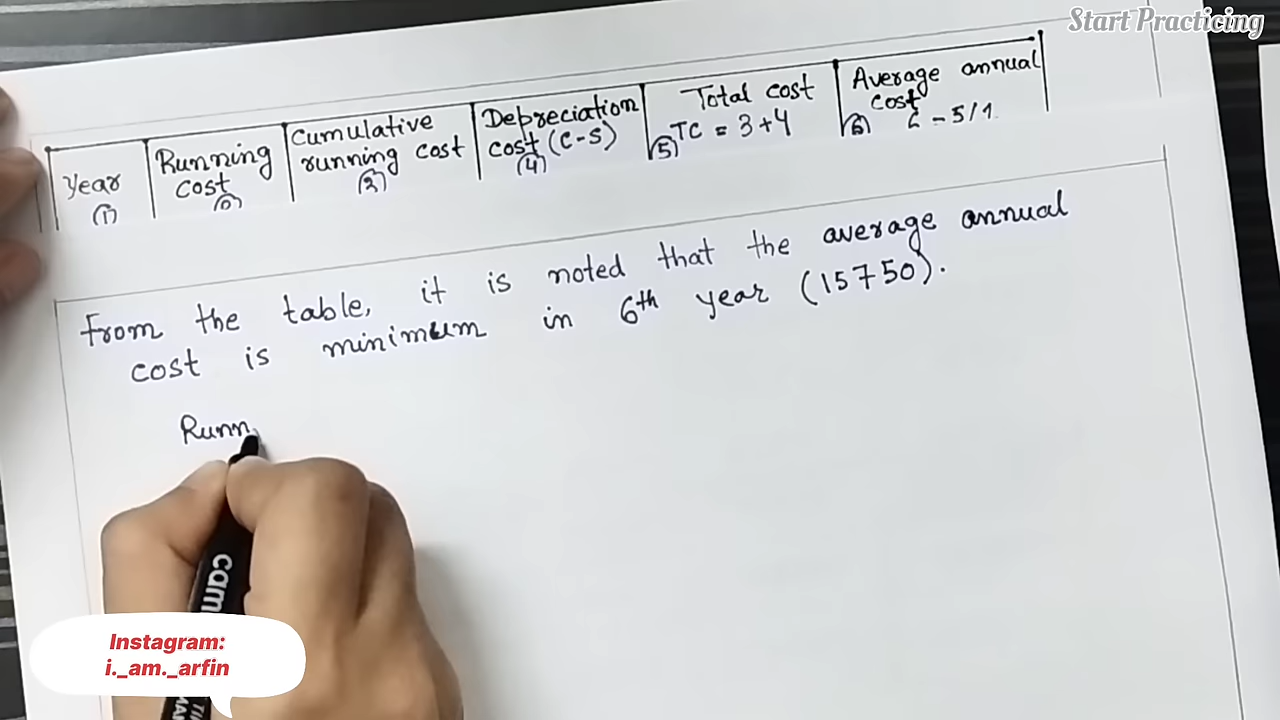 Start Practicing
Year
(1)
Running
cost
(2)
Cumulative
running cost
(3)
Depreciation
cost (C-S)
(4)
Total cost
(5) TC = 3+4
Average annual
cost
(6) = 5/1
From the table, it is noted that the average annual
cost is minimum in 6th year (15750).
Runn
cam
Instagram:
i._am._arfin